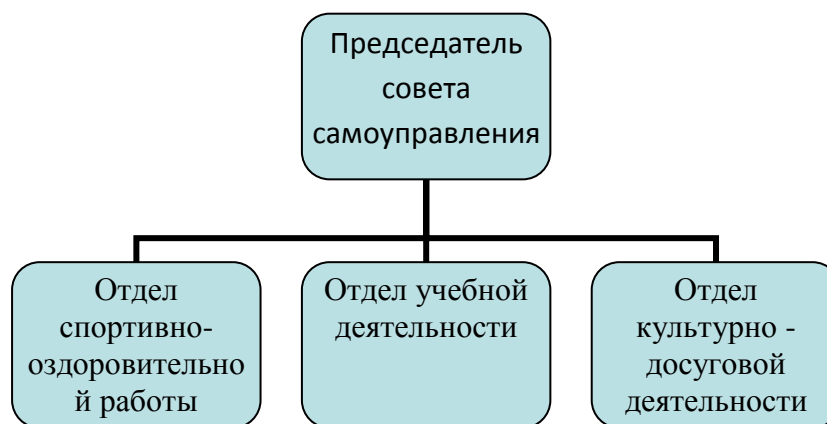 Председатель
совета
самоуправления
Отдел
спортивно-
оздоровительно
й работы
Отдел учебной
деятельности
Отдел
культурно -
досуговой
деятельности